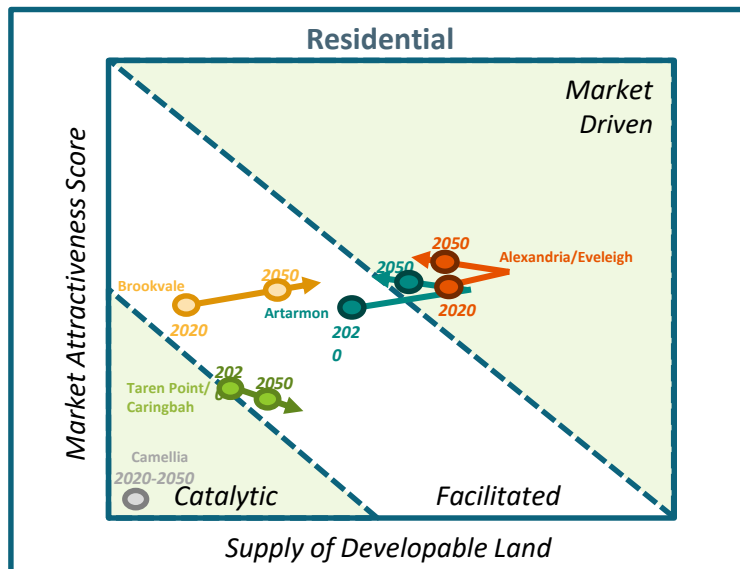 Residential
Market
Driven
Market Attractiveness Score
2050
Alexandria/Eveleigh
2050
2050
Brookvale
Artarmon
2020
2020
202
0
202
0
2050
Taren Point/
Caringbah
Camellia
2020-2050
Catalytic
Facilitated
Supply of Developable Land